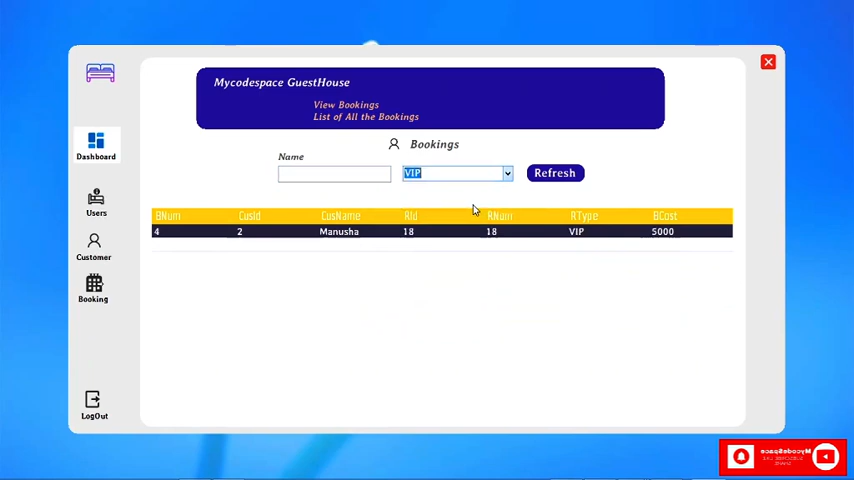 Mycodespace GuestHouse
View Bookings
List of All the Bookings
Bookings
Name
VIP
Refresh
BNum CusId CusName RId RNum RType BCost
4 2 Manusha 18 18 VIP 5000
Dashboard
Users
Customer
Booking
LogOut
MycodeSpace